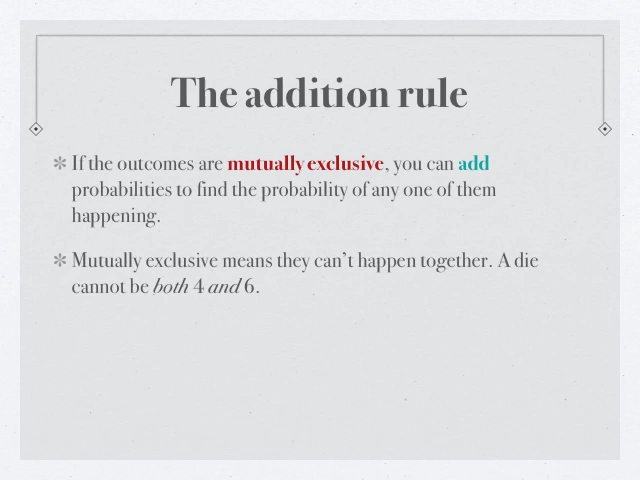 The addition rule
If the outcomes are mutually exclusive, you can add
probabilities to find the probability of any one of them
happening.
Mutually exclusive means they can't happen together. A die
cannot be both 4 and 6.